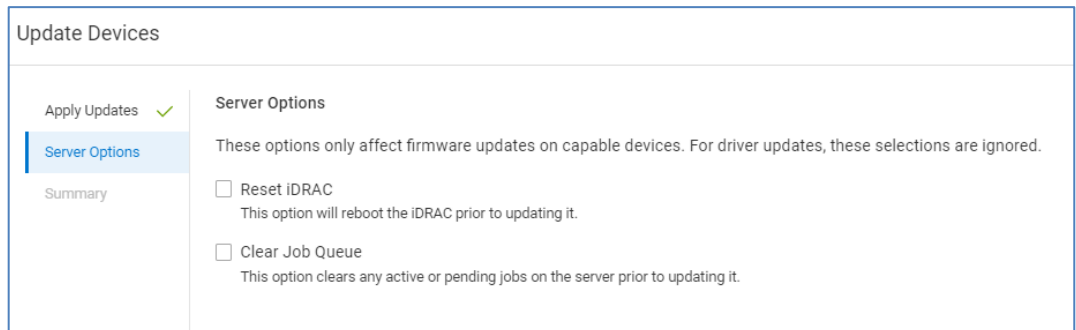 Update Devices
Apply Updates
Server Options
Summary
Server Options
These options only affect firmware updates on capable devices. For driver updates, these selections are ignored.
Reset iDRAC
This option will reboot the iDRAC prior to updating it.
Clear Job Queue
This option clears any active or pending jobs on the server prior to updating it.